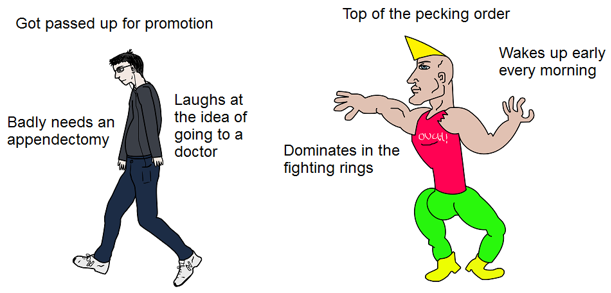 Got passed up for promotion
Badly needs an
appendectomy
Laughs at
the idea of
going to a
doctor
Top of the pecking order
Wakes up early
every morning
Dominates in the
fighting rings